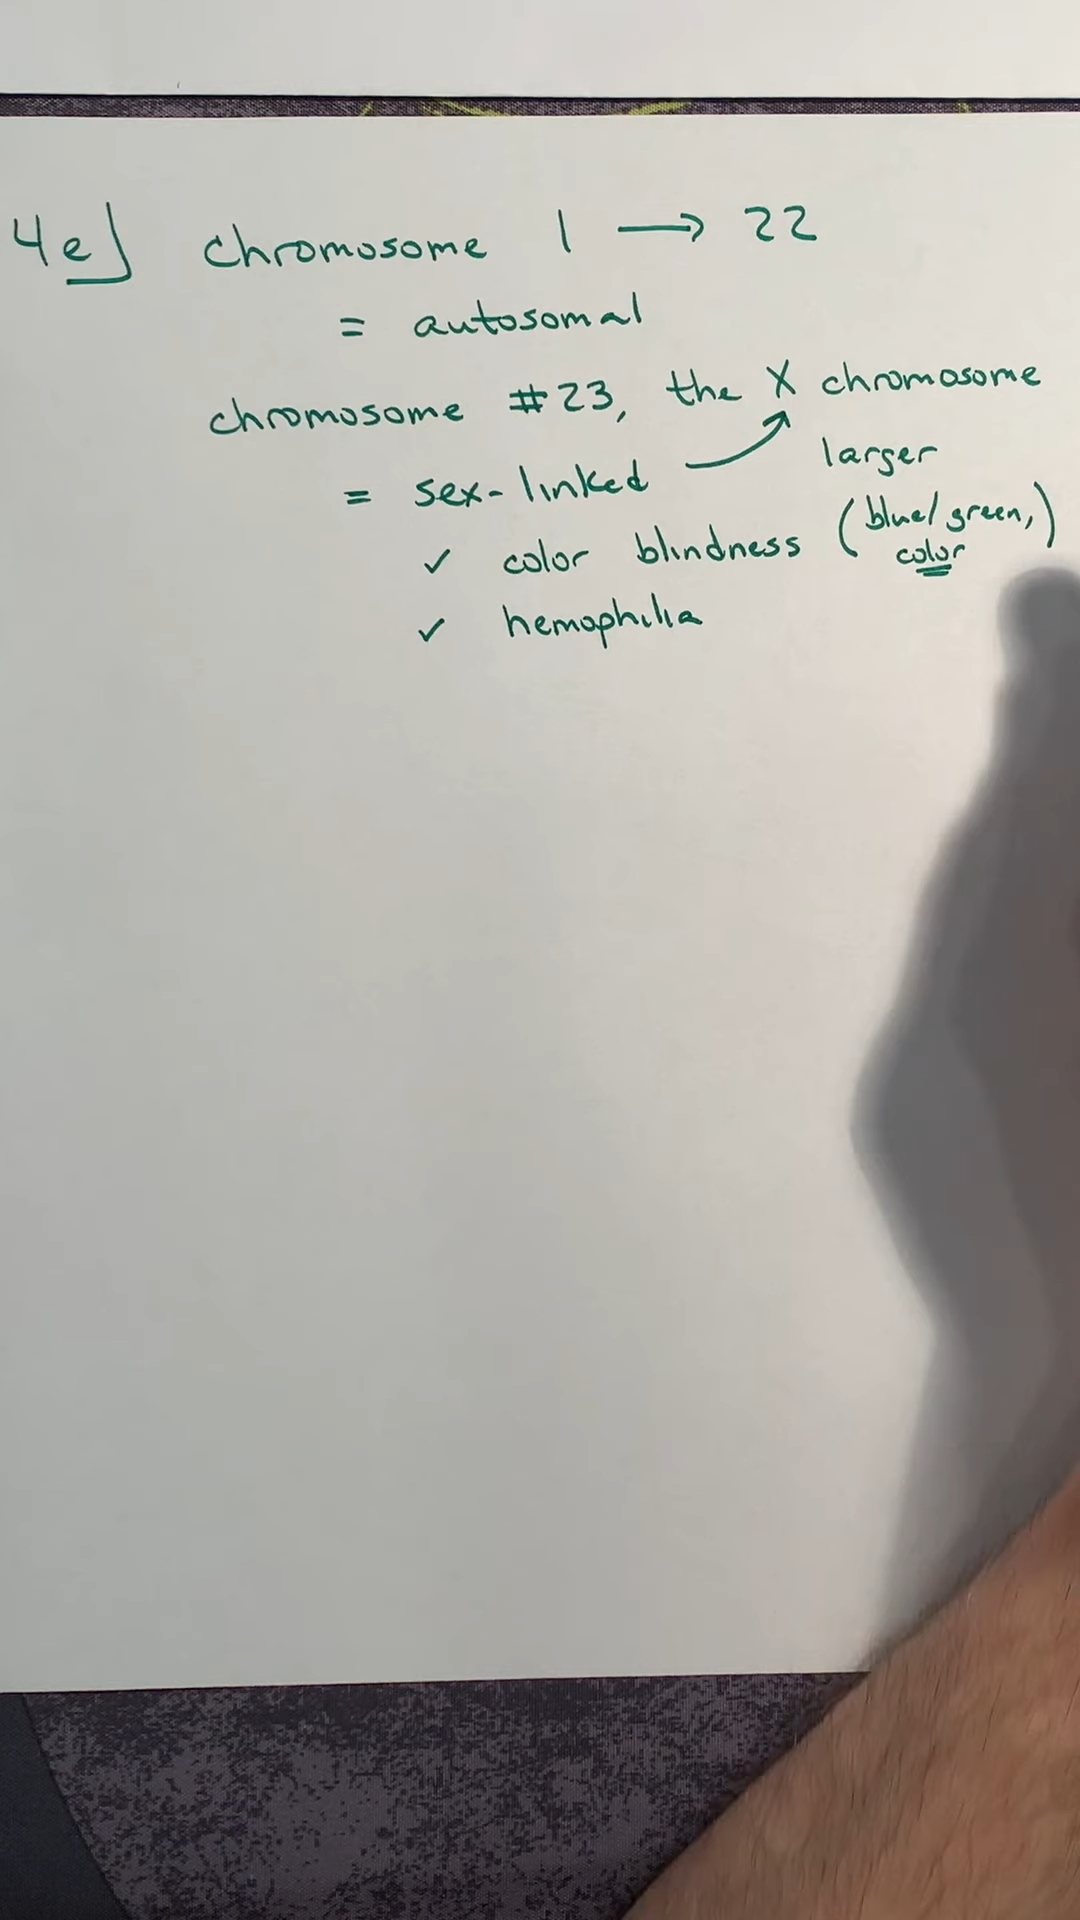 4e] chromosome 1 → 22
= autosomal
chromosome #23, the X chromosome
larger
= sex-linked
✓ color blindness (blue/green, color)
✓ hemophilia